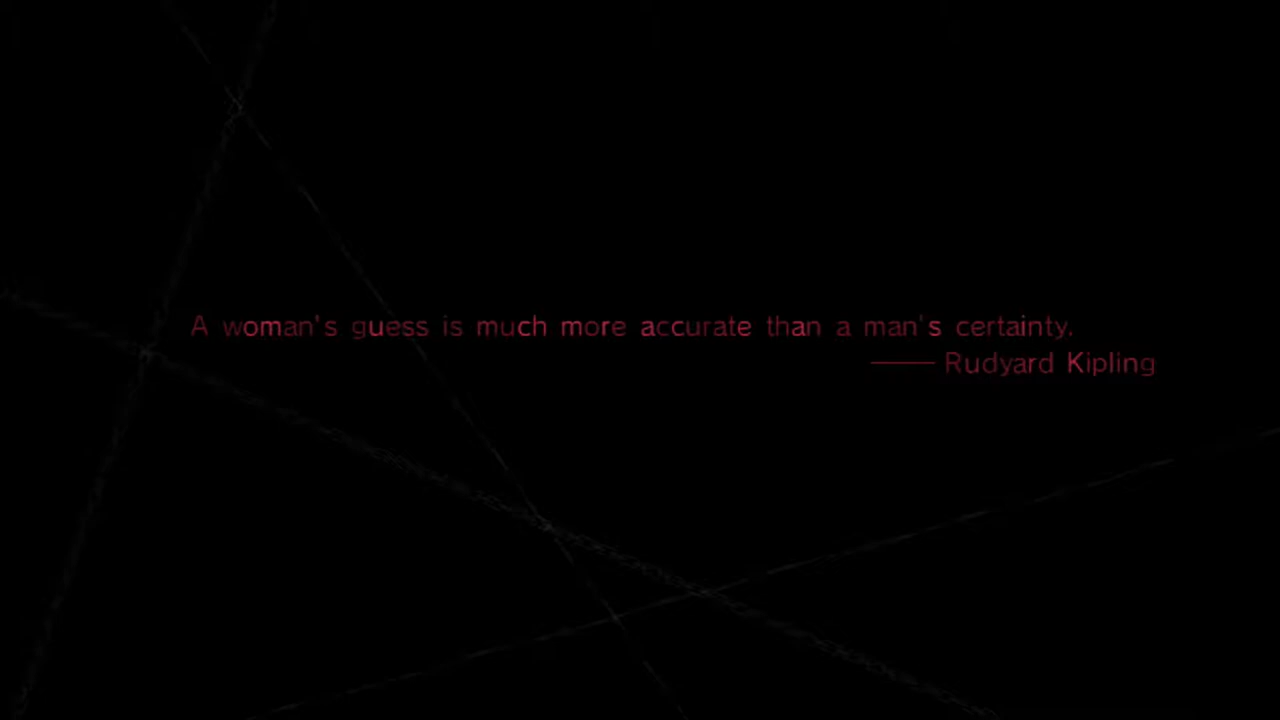 A woman's guess is much more accurate than a man's certainty.
—— Rudyard Kipling